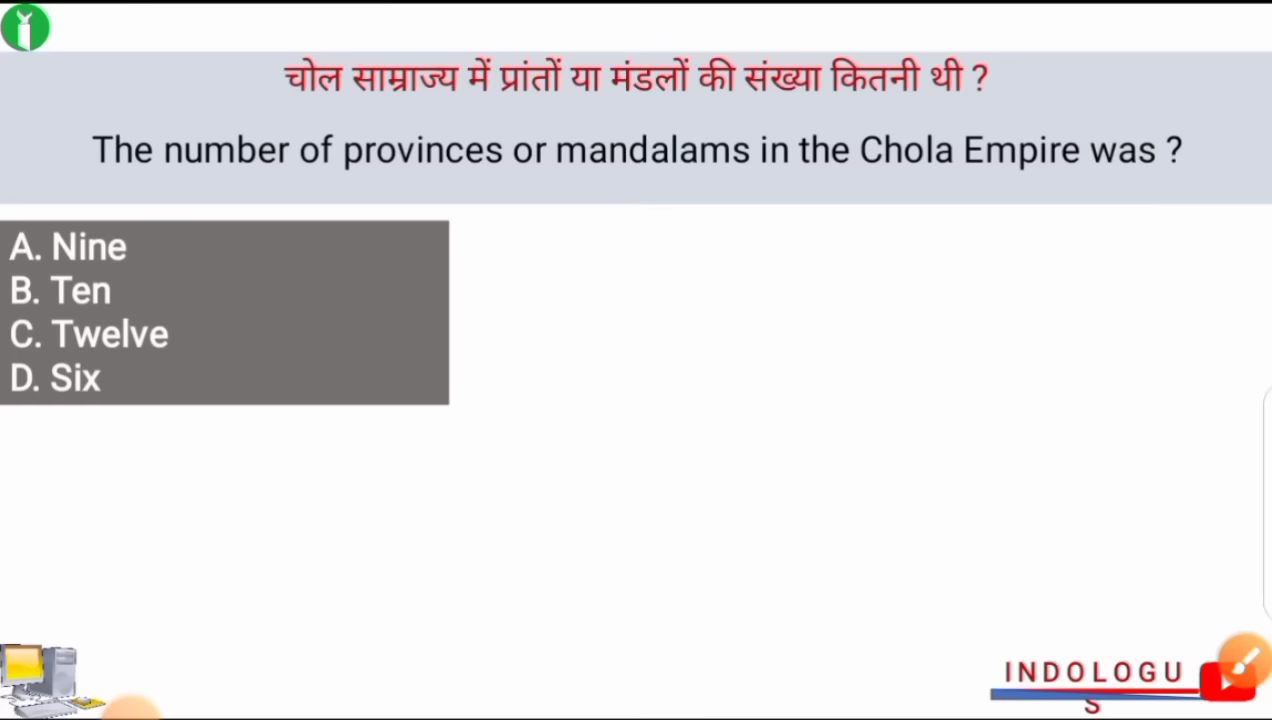 चोल साम्राज्य में प्रांतों या मंडलों की संख्या कितनी थी ?
The number of provinces or mandalams in the Chola Empire was ?
A. Nine
B. Ten
C. Twelve
D. Six
INDOLOGU
S